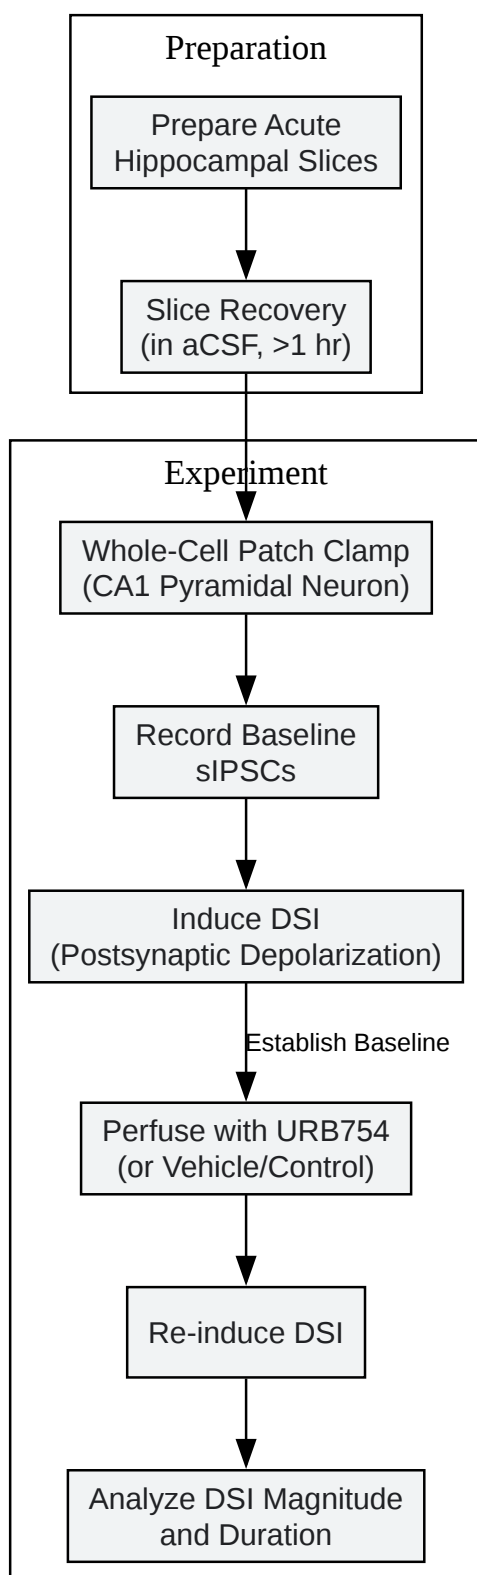 Preparation
Prepare Acute
Hippocampal Slices
Slice Recovery
(in aCSF, >1 hr)
Experiment
Whole-Cell Patch Clamp
(CA1 Pyramidal Neuron)
Record Baseline
sIPSCs
Induce DSI
(Postsynaptic Depolarization)
Establish Baseline
Perfuse with URB754
(or Vehicle/Control)
Re-induce DSI
Analyze DSI Magnitude
and Duration